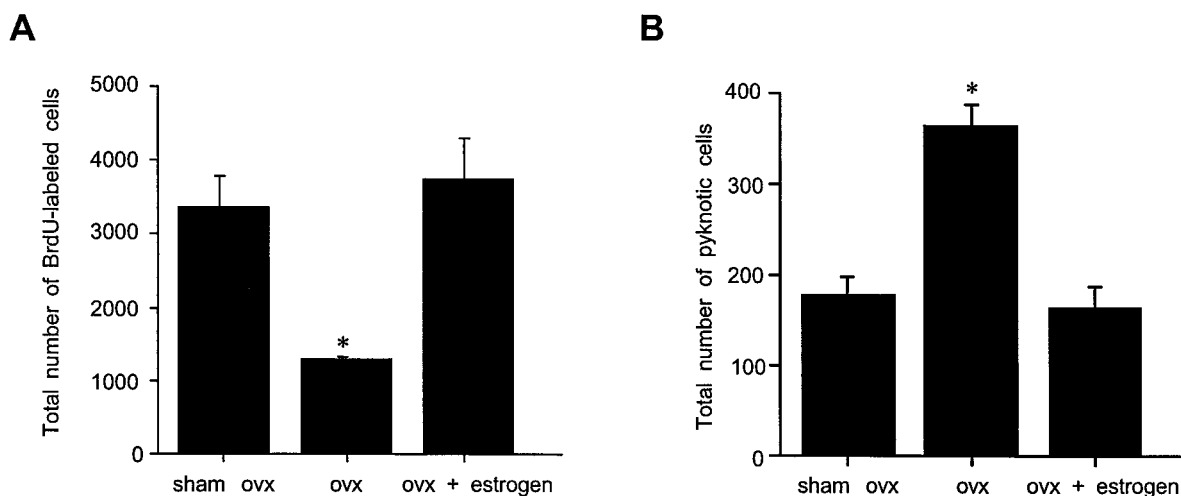 A
Total number of BrdU-labeled cells
5000
4000
3000
2000
1000
0
*
sham ovx
ovx
ovx + estrogen
B
Total number of pyknotic cells
400
300
200
100
0
*
sham ovx
ovx
ovx + estrogen